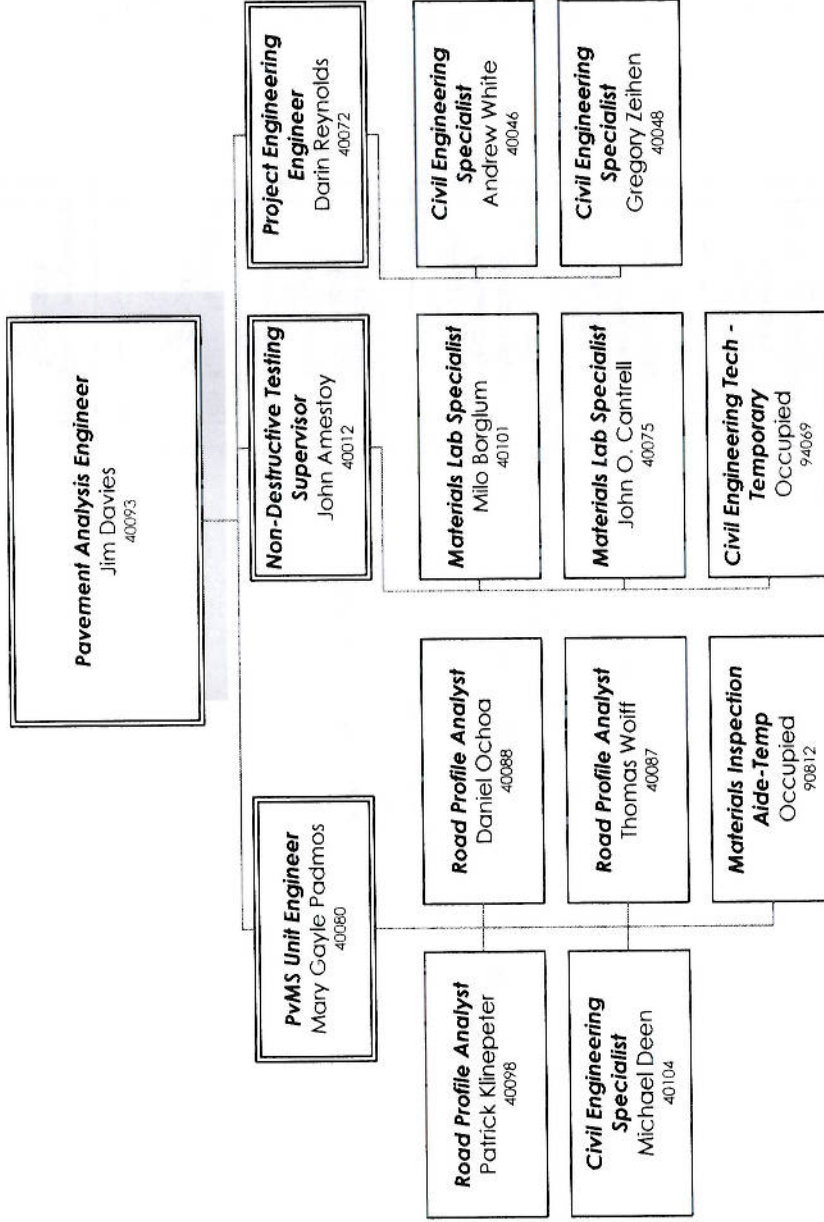 Pavement Analysis Engineer
Jim Davies
40093
PvMS Unit Engineer
Mary Gayle Padmos
40080
Road Profile Analyst
Patrick Klinepeter
40098
Road Profile Analyst
Daniel Ochoa
40088
Civil Engineering
Specialist
Michael Deen
40104
Road Profile Analyst
Thomas Woiff
40087
Materials Inspection
Aide-Temp
Occupied
90812
Non-Destructive Testing
Supervisor
John Amestoy
40012
Materials Lab Specialist
Milo Borglum
40101
Materials Lab Specialist
John O. Cantrell
40075
Civil Engineering Tech -
Temporary
Occupied
94069
Project Engineering
Engineer
Darin Reynolds
40072
Civil Engineering
Specialist
Andrew White
40046
Civil Engineering
Specialist
Gregory Zeihen
40048